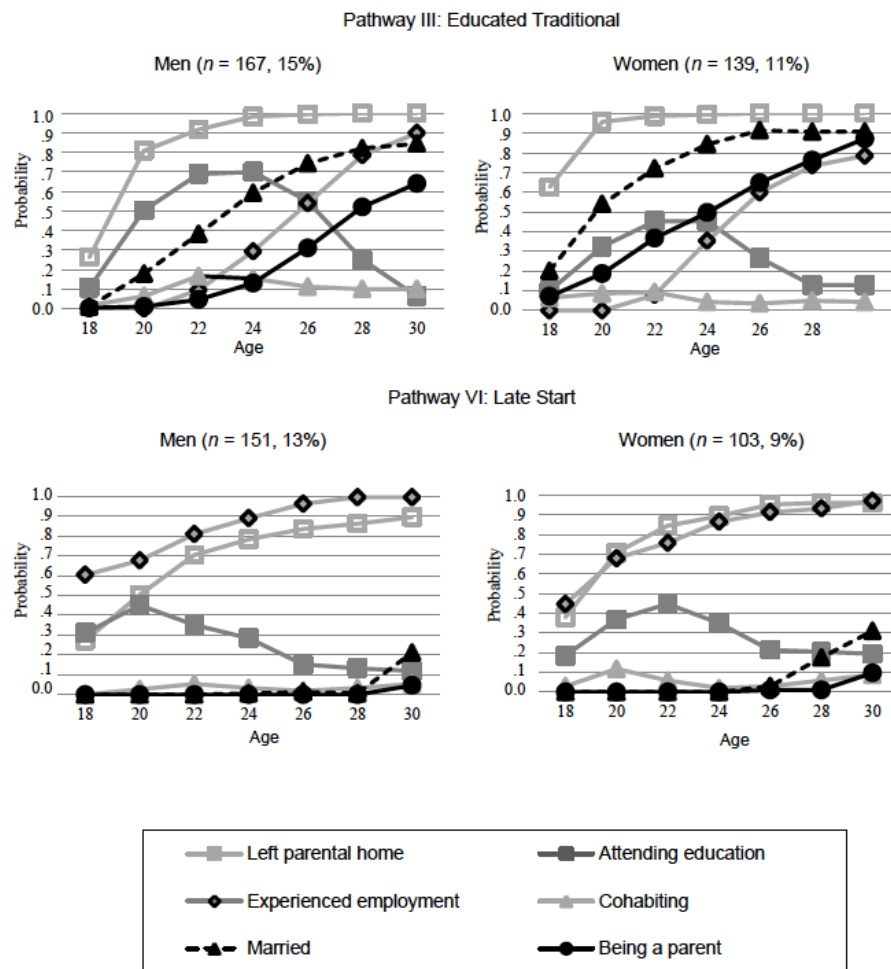 Pathway III: Educated Traditional
Men (n = 167, 15%)
Women (n = 139, 11%)
1.0
.9
.8
.7
.6
.5
.4
.3
.2
.1
0.0
Probability
18 20 22 24 26 28 30
Age
1.0
.9
.8
.7
.6
.5
.4
.3
.2
.1
0.0
Probability
18 20 22 24 26 28
Age
Pathway VI: Late Start
Men (n = 151, 13%)
Women (n = 103, 9%)
1.0
.9
.8
.7
.6
.5
.4
.3
.2
.1
0.0
Probability
18 20 22 24 26 28 30
Age
1.0
.9
.8
.7
.6
.5
.4
.3
.2
.1
0.0
Probability
18 20 22 24 26 28 30
Age
Left parental home
Attending education
Experienced employment
Cohabiting
Married
Being a parent